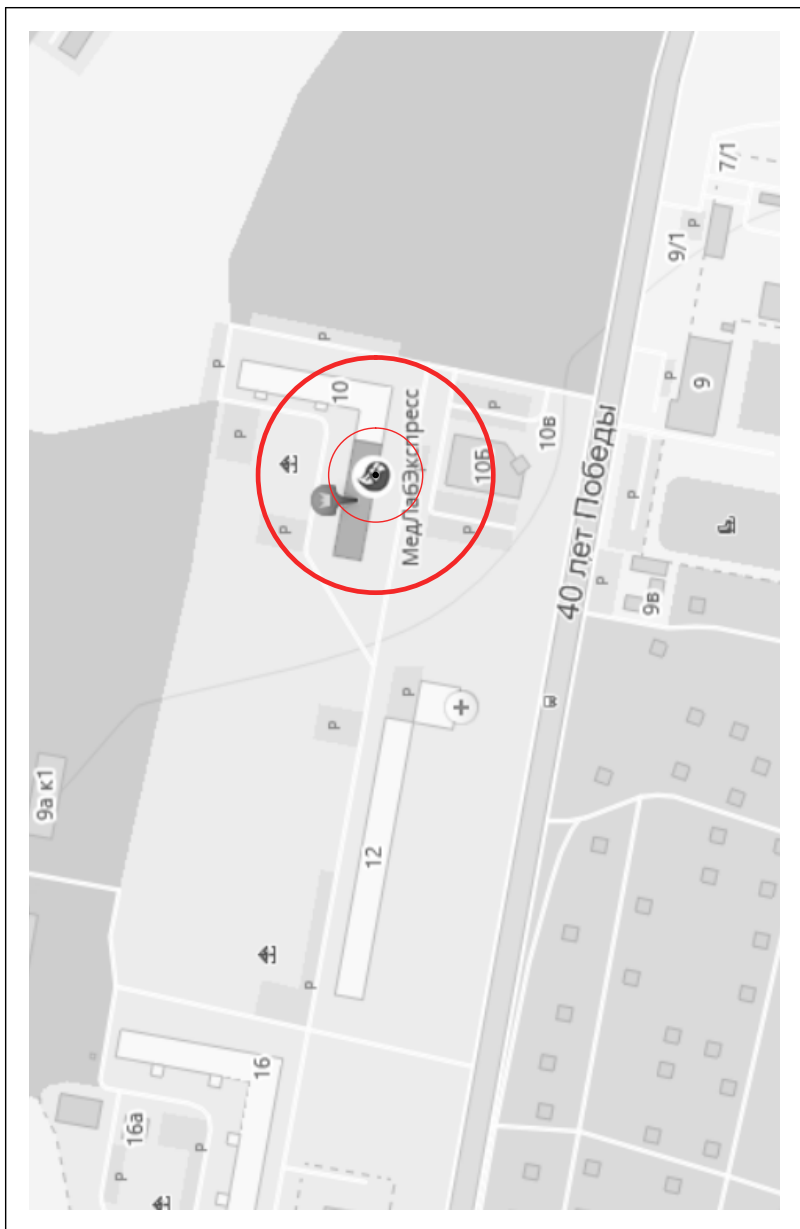 7/1
9/1
Р
Р
Р
10
Р
9
Р
Р
МедЛабЭкспресс
10Б
10в
40 лет Победы
Р
Р
Р
Р
9в
Р
Р
9а к1
12
Р
16
16а
Р
Р